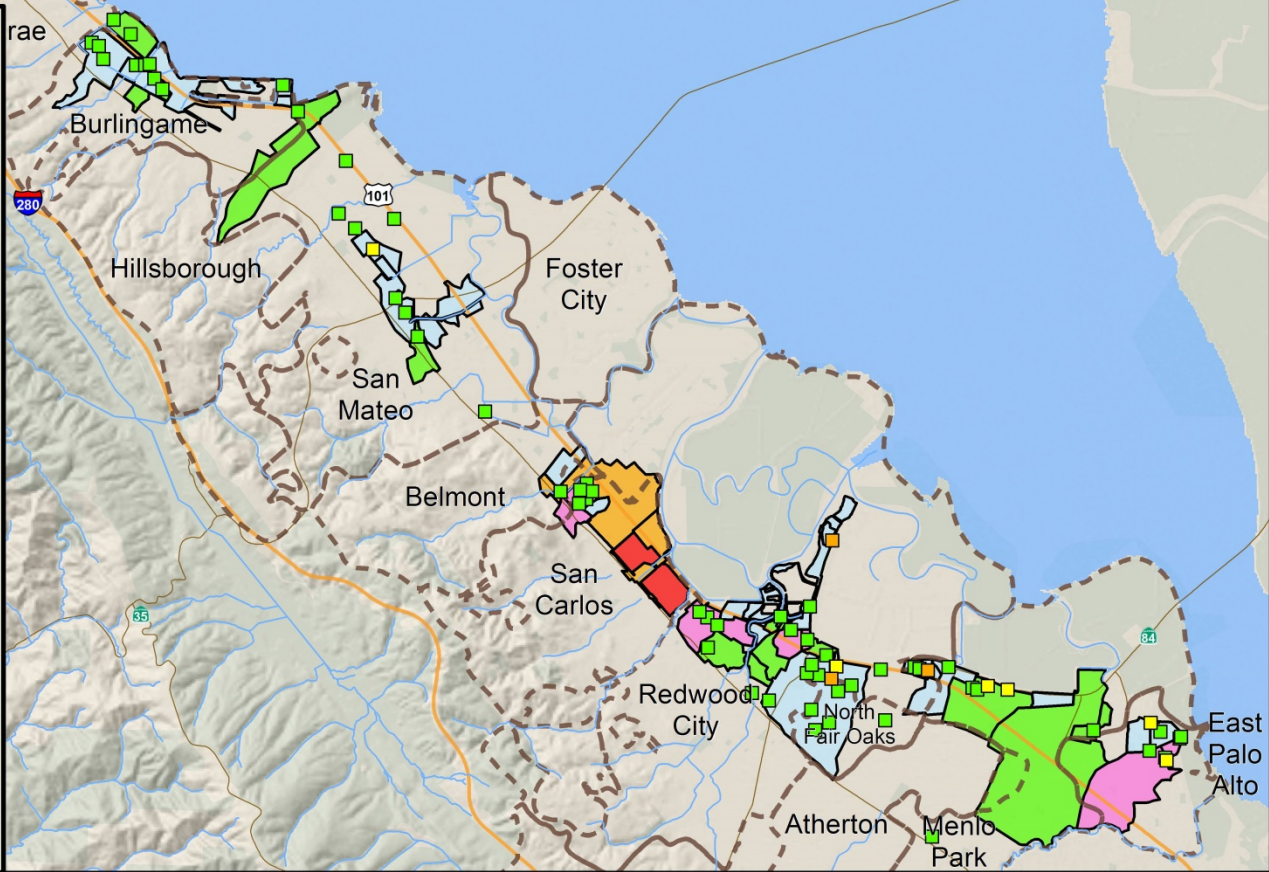 rae
Burlingame
101
280
Hillsborough
Foster
City
San
Mateo
Belmont
San
Carlos
35
84
Redwood
City
North
Fair Oaks
East
Palo
Alto
Atherton
Menlo
Park